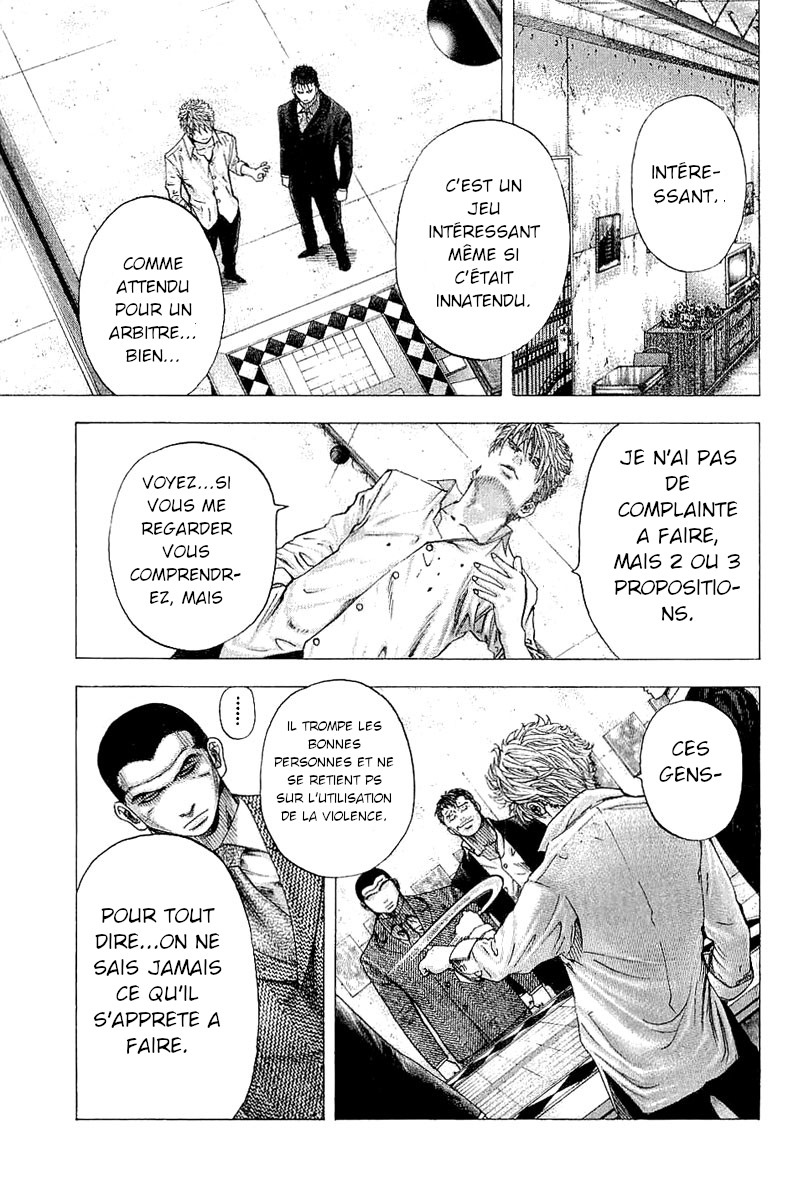 INTÉRE-
SSANT.
C'EST UN
JEU
INTÉRESSANT
MÊME SI
C'ÉTAIT
INNATENDU.
COMME
ATTENDU
POUR UN
ARBITRE...
BIEN...
JE N'AI PAS
DE
COMPLAINTE
A FAIRE,
MAIS 2 OU 3
PROPOSITIO-
NS.
VOYEZ...SI
VOUS ME
REGARDER
VOUS
COMPRENDR-
EZ, MAIS
CES
GENS-
IL TROMPE LES
BONNES
PERSONNES ET NE
SE RETIENT PS
SUR L'UTILISATION
DE LA VIOLENCE.
......
POUR TOUT
DIRE...ON NE
SAIS JAMAIS
CE QU'IL
S'APPRETE A
FAIRE.